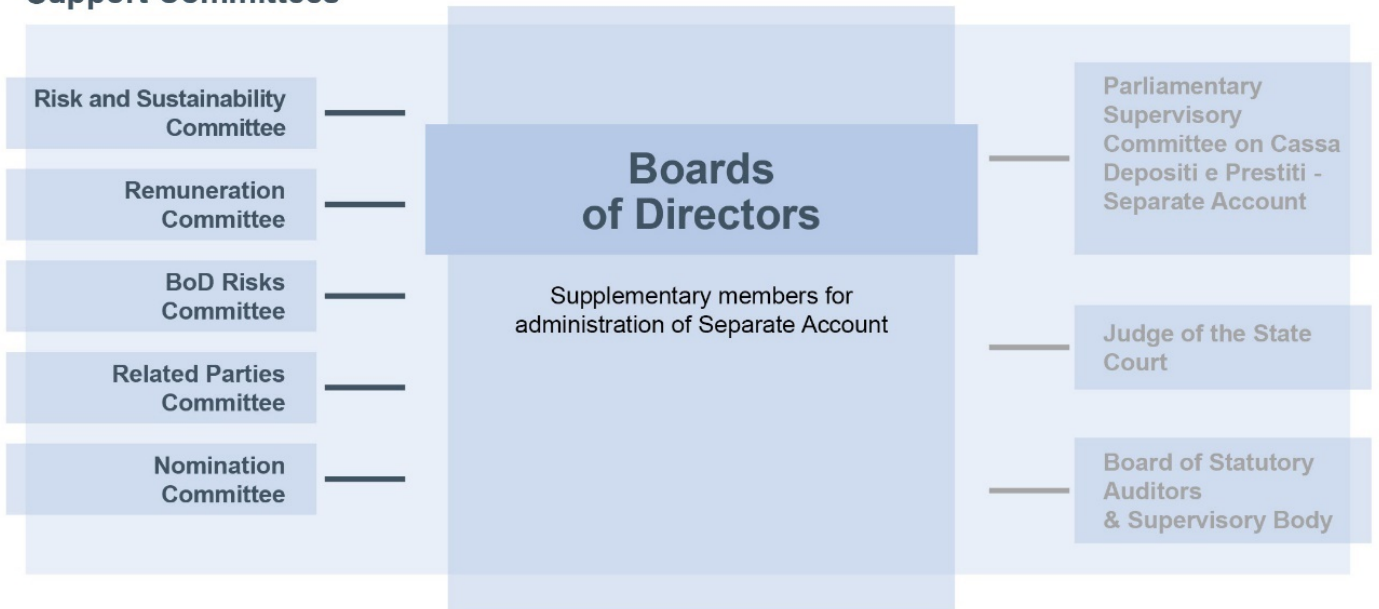 Support Committees
Risk and Sustainability
Committee
Remuneration
Committee
BoD Risks
Committee
Related Parties
Committee
Nomination
Committee
Boards
of Directors
Supplementary members for
administration of Separate Account
Parliamentary
Supervisory
Committee on Cassa
Depositi e Prestiti -
Separate Account
Judge of the State
Court
Board of Statutory
Auditors
& Supervisory Body